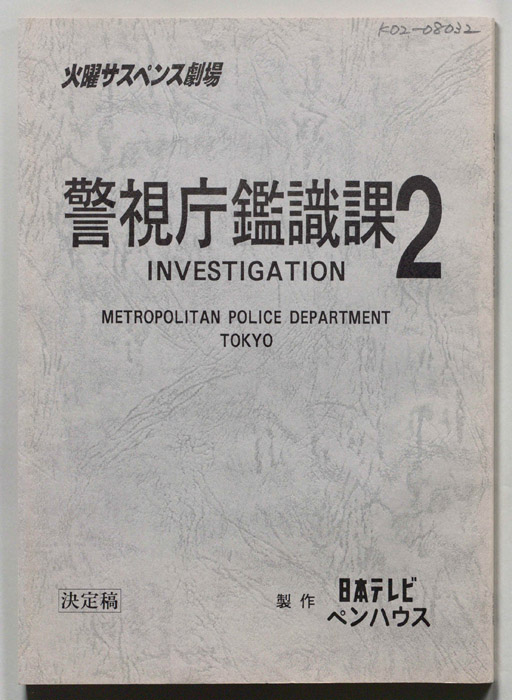 K02-08032
火曜サスペンス劇場
警視庁鑑識課2
INVESTIGATION
METROPOLITAN POLICE DEPARTMENT
TOKYO
決定稿
製作 日本テレビ
ペンハウス